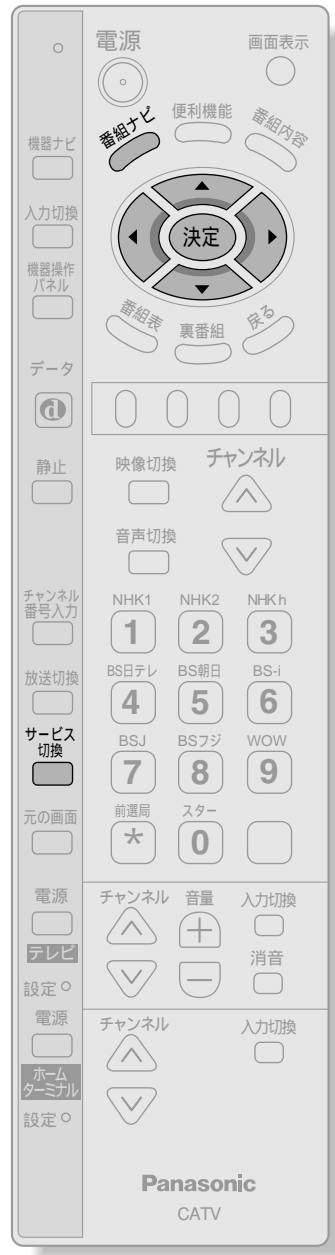 電源
画面表示
番組ナビ
便利機能
番組内容
機器ナビ
入力切換
決定
機器操作
パネル
番組表
裏番組
戻る
データ
d
静止
映像切換
チャンネル
音声切換
チャンネル
番号入力
NHK1 NHK2 NHK h
1 2 3
放送切換
BS日テレ BS朝日 BS-i
4 5 6
サービス
切換
BSJ BSフジ WOW
7 8 9
元の画面
前選局 スター
* 0
電源
テレビ
設定
チャンネル 音量 入力切換
+
消音
−
電源
ホーム
ターミナル
設定
チャンネル 入力切換
Panasonic
CATV